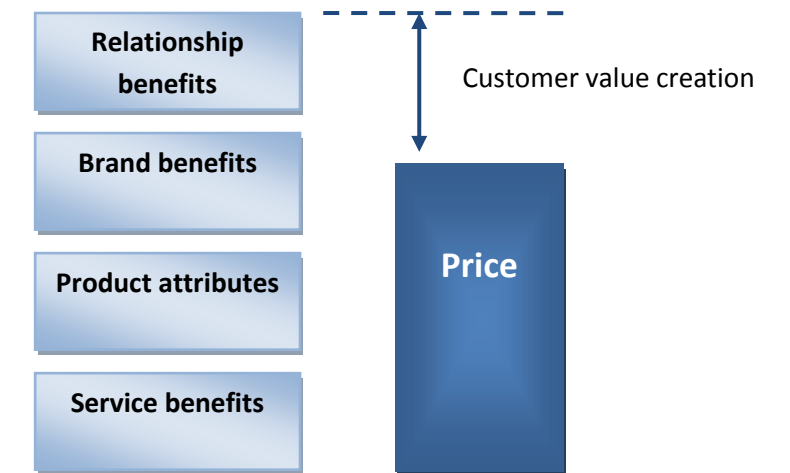 Relationship
benefits
Customer value creation
Brand benefits
Price
Product attributes
Service benefits